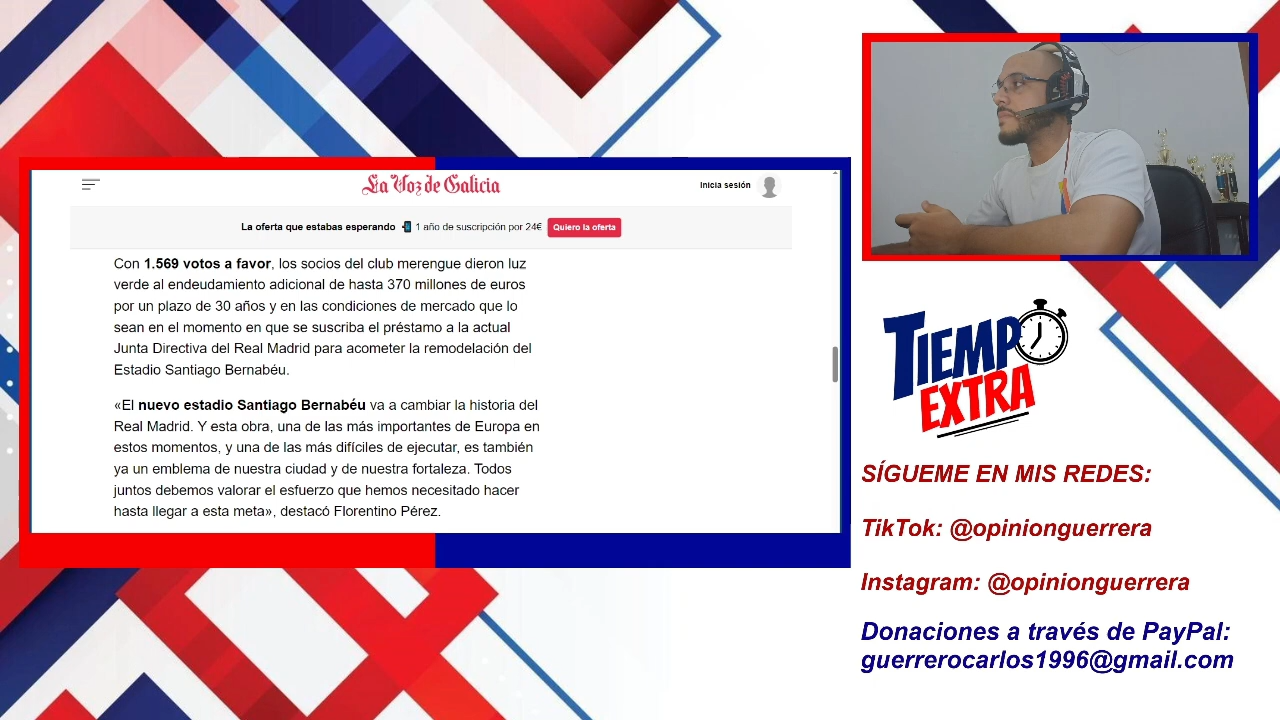 La Voz de Galicia
Inicia sesión
La oferta que estabas esperando 1 año de suscripción por 24€ Quiero la oferta
Con 1.569 votos a favor, los socios del club merengue dieron luz
verde al endeudamiento adicional de hasta 370 millones de euros
por un plazo de 30 años y en las condiciones de mercado que lo
sean en el momento en que se suscriba el préstamo a la actual
Junta Directiva del Real Madrid para acometer la remodelación del
Estadio Santiago Bernabéu.
«El nuevo estadio Santiago Bernabéu va a cambiar la historia del
Real Madrid. Y esta obra, una de las más importantes de Europa en
estos momentos, y una de las más difíciles de ejecutar, es también
ya un emblema de nuestra ciudad y de nuestra fortaleza. Todos
juntos debemos valorar el esfuerzo que hemos necesitado hacer
hasta llegar a esta meta», destacó Florentino Pérez.
TIEMPO
EXTRA
SÍGUEME EN MIS REDES:
TikTok: @opinionguerrera
Instagram: @opinionguerrera
Donaciones a través de PayPal:
guerrerocarlos1996@gmail.com